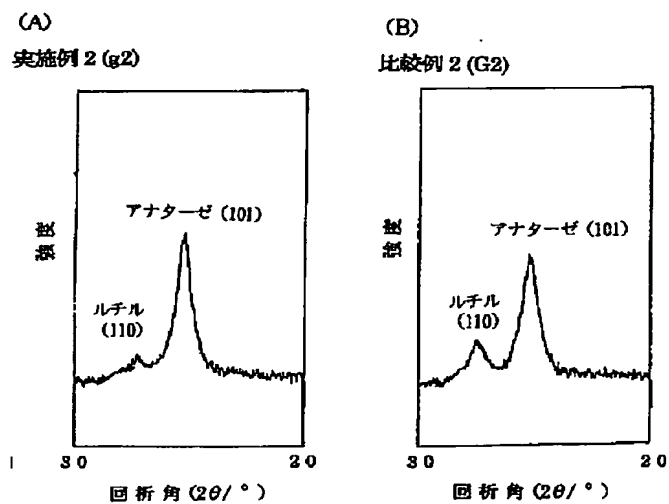 (A)
実施例 2 (g2)
強度
アナターゼ (101)
ルチル
(110)
30
20
回折角 (2θ/°)
(B)
比較例 2 (G2)
強度
アナターゼ (101)
ルチル
(110)
30
20
回折角 (2θ/°)